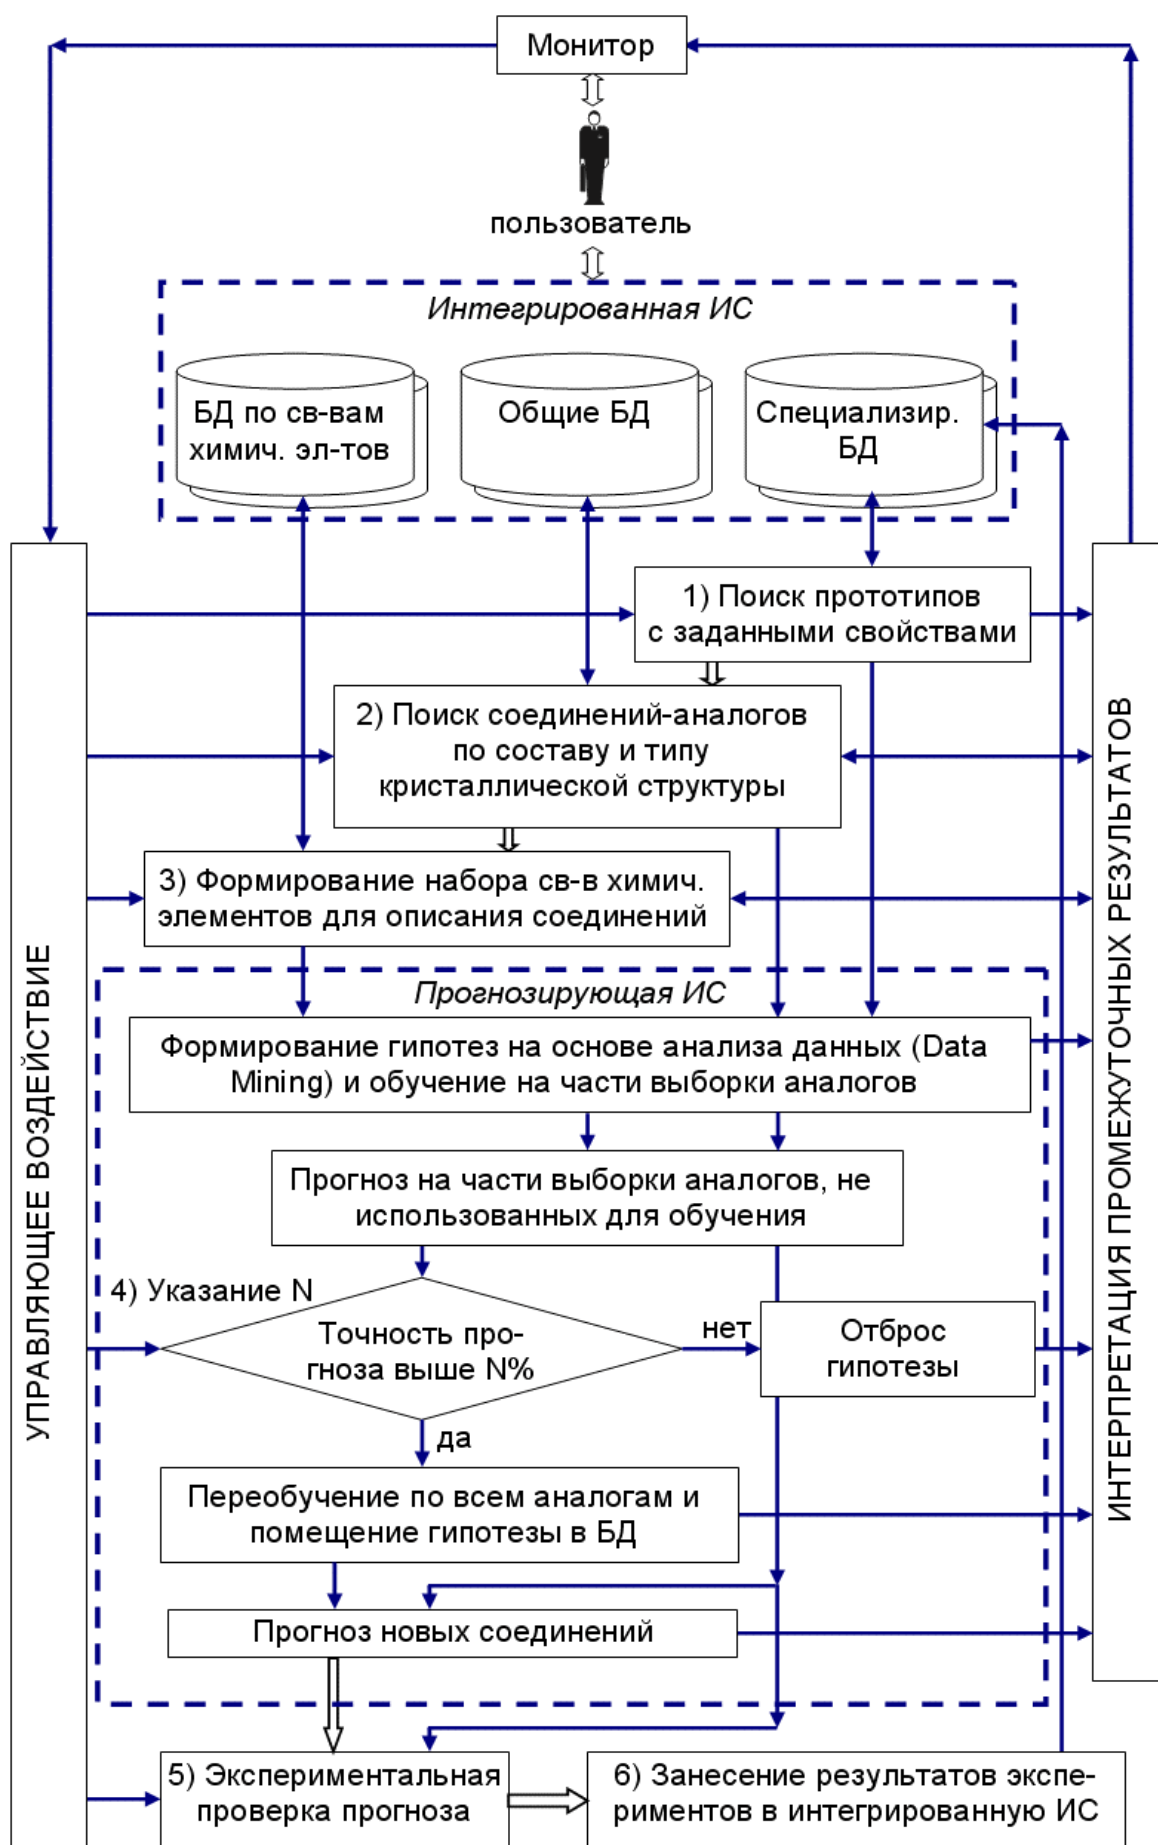 Монитор
пользователь
Интегрированная ИС
БД по св-вам
химич. эл-тов
Общие БД
Специализир.
БД
1) Поиск прототипов
с заданными свойствами
2) Поиск соединений-аналогов
по составу и типу
кристаллической структуры
3) Формирование набора св-в химич.
элементов для описания соединений
УПРАВЛЯЮЩЕЕ ВОЗДЕЙСТВИЕ
ИНТЕРПРЕТАЦИЯ ПРОМЕЖУТОЧНЫХ РЕЗУЛЬТАТОВ
Прогнозирующая ИС
Формирование гипотез на основе анализа данных (Data
Mining) и обучение на части выборки аналогов
Прогноз на части выборки аналогов, не
использованных для обучения
4) Указание N
Точность про-
гноза выше N%
нет
Отброс
гипотезы
да
Переобучение по всем аналогам и
помещение гипотезы в БД
Прогноз новых соединений
5) Экспериментальная
проверка прогноза
6) Занесение результатов экспе-
риментов в интегрированную ИС